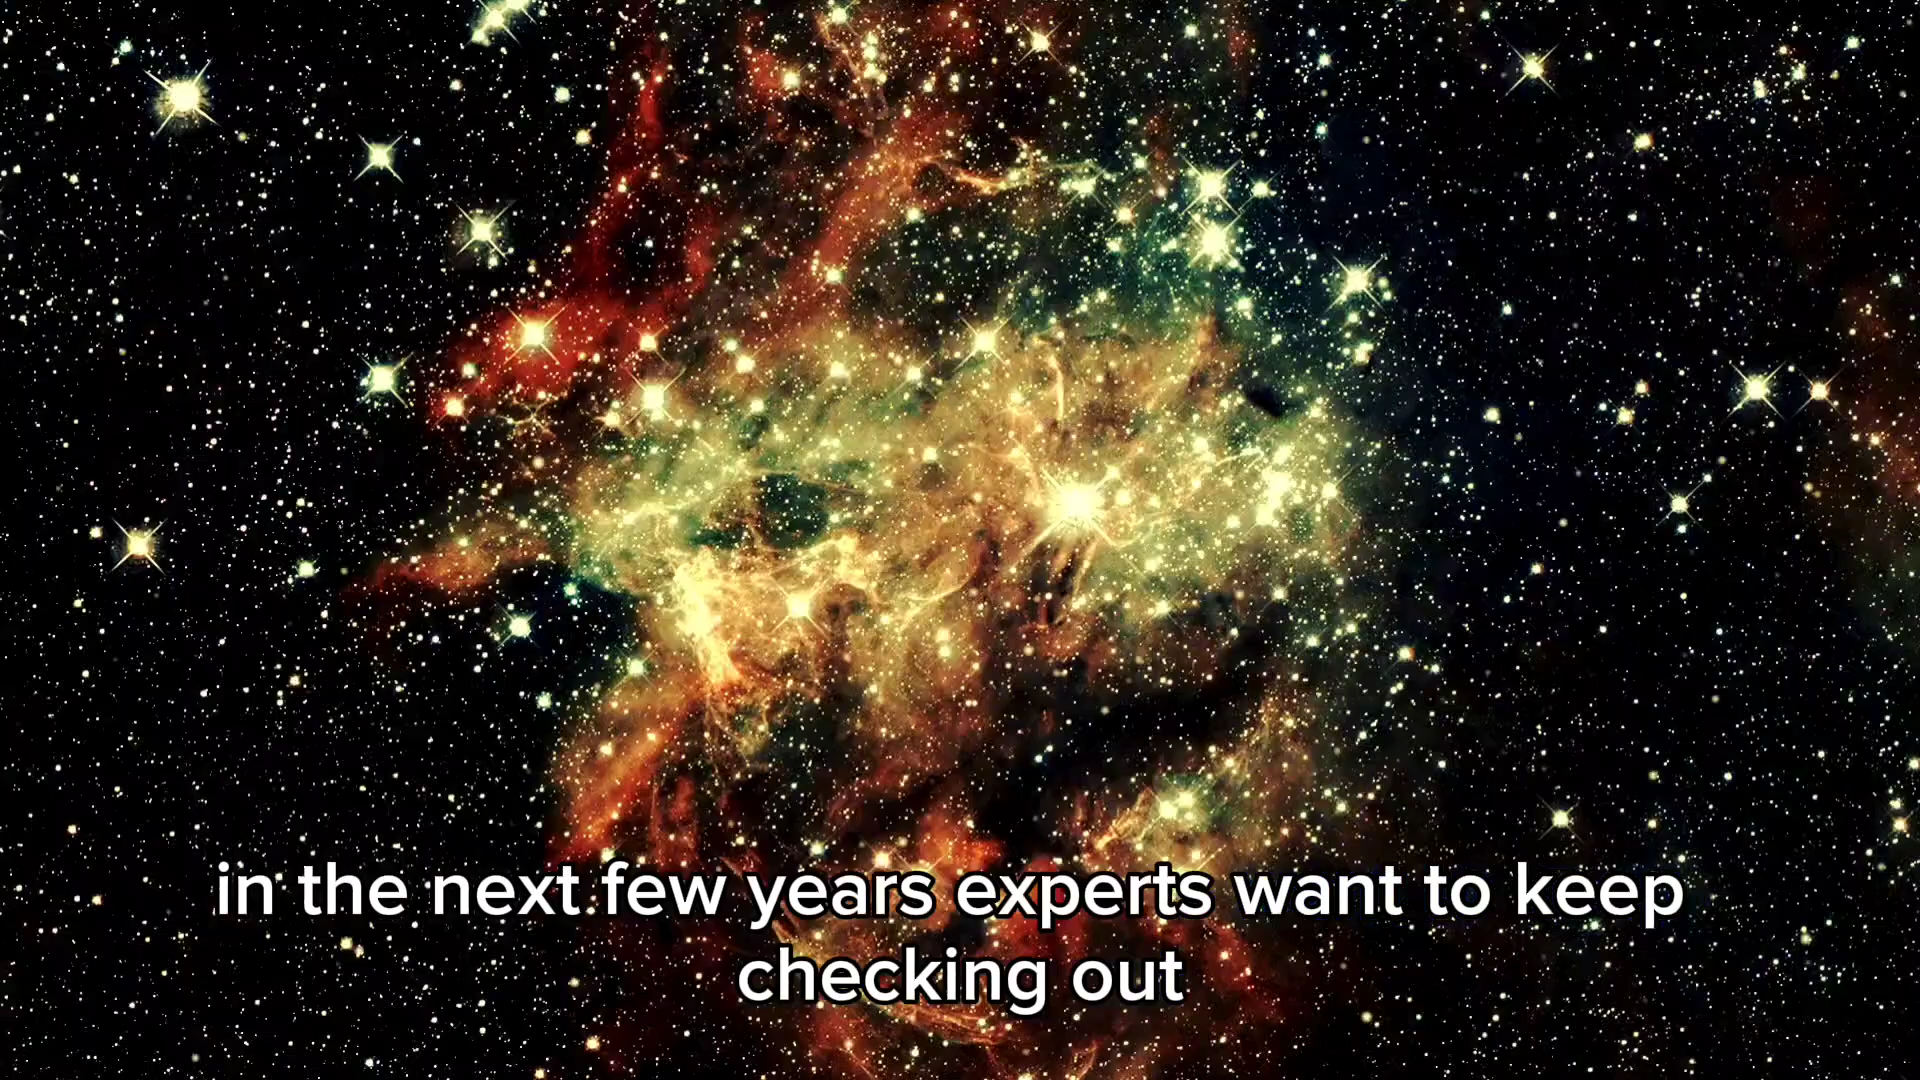 in the next few years experts want to keep
checking out